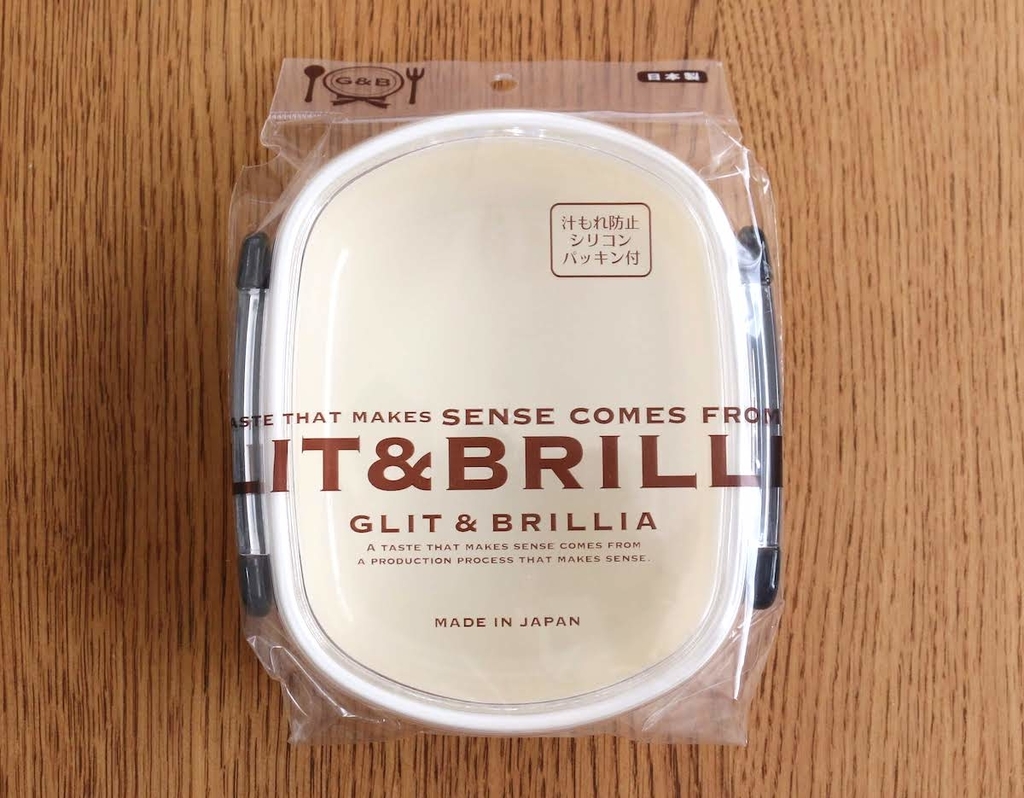 G&B
日本製
汁もれ防止
シリコン
パッキン付
ASTE THAT MAKES SENSE COMES FROM
LIT&BRILLI
GLIT & BRILLIA
A TASTE THAT MAKES SENSE COMES FROM
A PRODUCTION PROCESS THAT MAKES SENSE.
MADE IN JAPAN